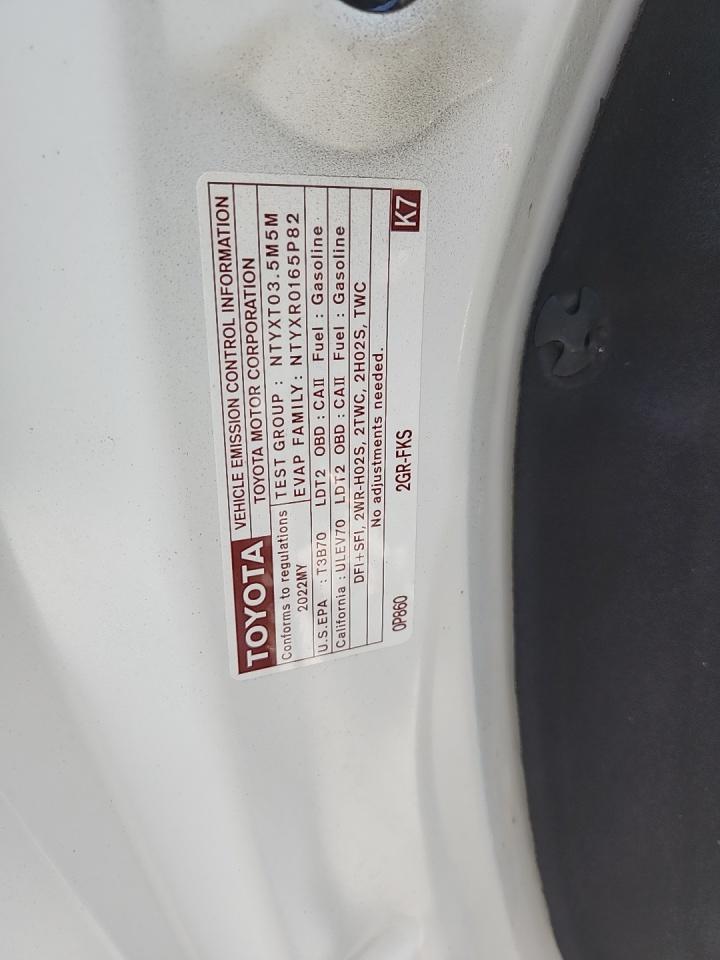 TOYOTA VEHICLE EMISSION CONTROL INFORMATION
TOYOTA MOTOR CORPORATION
Conforms to regulations TEST GROUP : NTYXT03.5M5M
2022MY EVAP FAMILY : NTYXR0165P82
U.S.EPA : T3B70 LDT2 OBD : CAII Fuel : Gasoline
California : ULEV70 LDT2 OBD : CAII Fuel : Gasoline
DFI+SFI, 2WR-HO2S, 2TWC, 2HO2S, TWC
No adjustments needed.
0P860 2GR-FKS K7